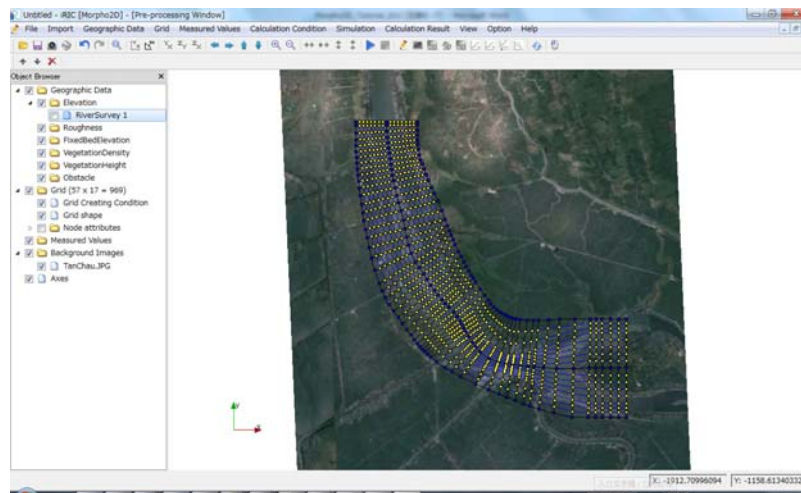 Untitled - iRIC [Morpho2D] - [Pre-processing Window]
File Import Geographic Data Grid Measured Values Calculation Condition Simulation Calculation Result View Option Help
Object Browser
Geographic Data
Elevation
RiverSurvey 1
Roughness
FixedBedElevation
VegetationDensity
VegetationHeight
Obstacle
Grid (57 x 17 = 969)
Grid Creating Condition
Grid shape
Node attributes
Measured Values
Background Images
TanChau.JPG
Axes
y
x
X: -1912.70996094 Y: -1158.61340332